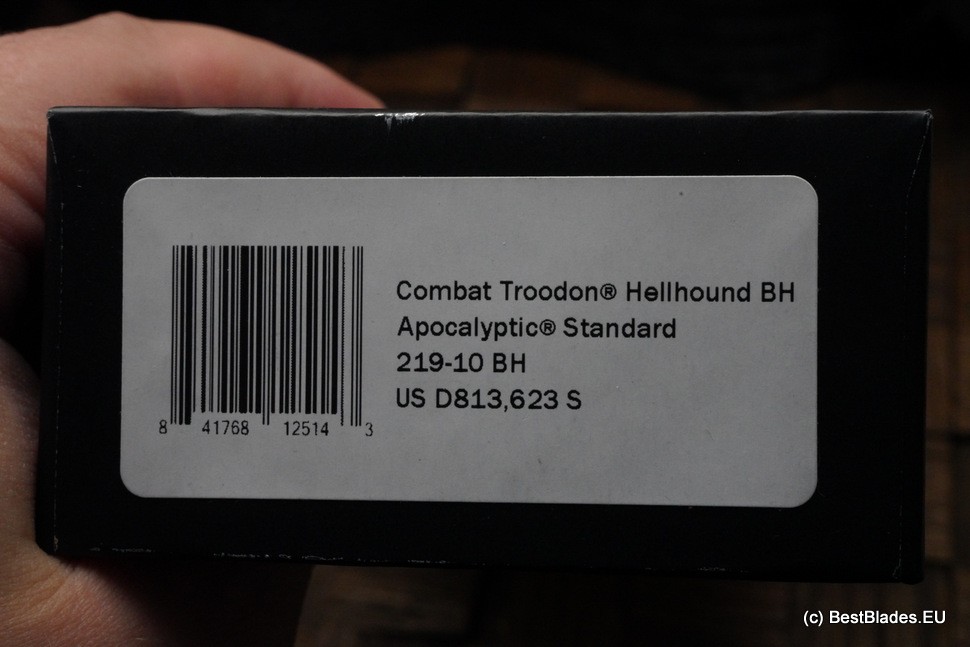 Combat Troodon® Hellhound BH
Apocalyptic® Standard
219-10 BH
US D813,623 S
8 41768 12514 3
(c) BestBlades.EU